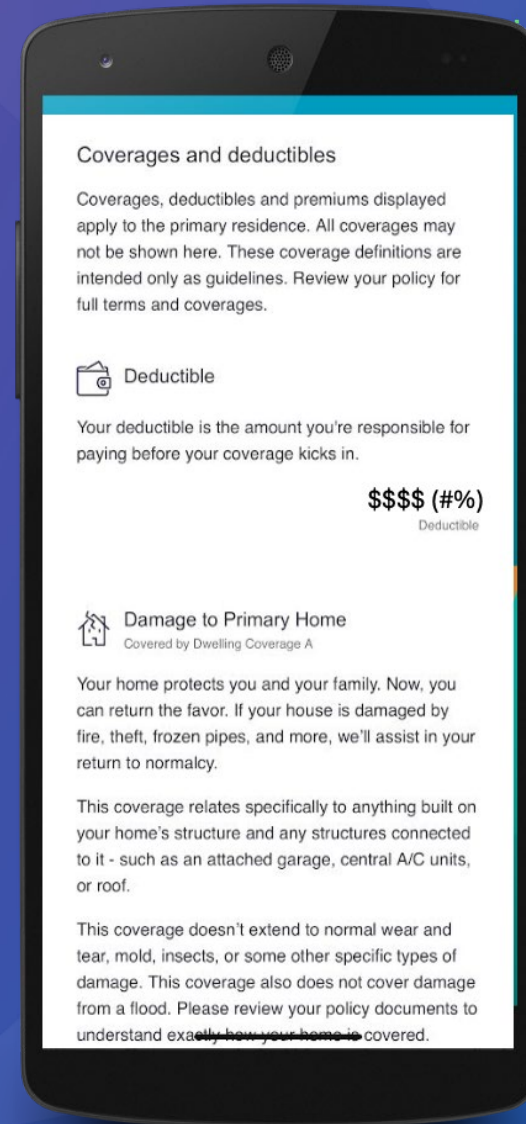 Coverages and deductibles
Coverages, deductibles and premiums displayed
apply to the primary residence. All coverages may
not be shown here. These coverage definitions are
intended only as guidelines. Review your policy for
full terms and coverages.
Deductible
Your deductible is the amount you're responsible for
paying before your coverage kicks in.
$$$$ (#%)
Deductible
Damage to Primary Home
Covered by Dwelling Coverage A
Your home protects you and your family. Now, you
can return the favor. If your house is damaged by
fire, theft, frozen pipes, and more, we'll assist in your
return to normalcy.
This coverage relates specifically to anything built on
your home's structure and any structures connected
to it - such as an attached garage, central A/C units,
or roof.
This coverage doesn't extend to normal wear and
tear, mold, insects, or some other specific types of
damage. This coverage also does not cover damage
from a flood. Please review your policy documents to
understand exactly how your home is covered.